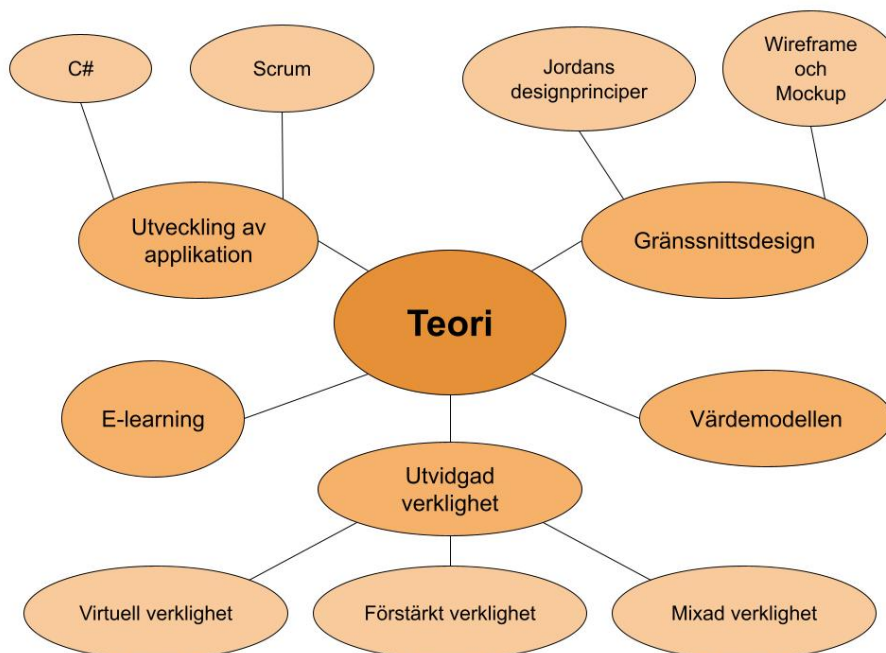 C#
Scrum
Jordans
designprinciper
Wireframe
och
Mockup
Utveckling av
applikation
Gränssnittsdesign
Teori
E-learning
Värdemodellen
Utvidgad
verklighet
Virtuell verklighet
Förstärkt verklighet
Mixad verklighet